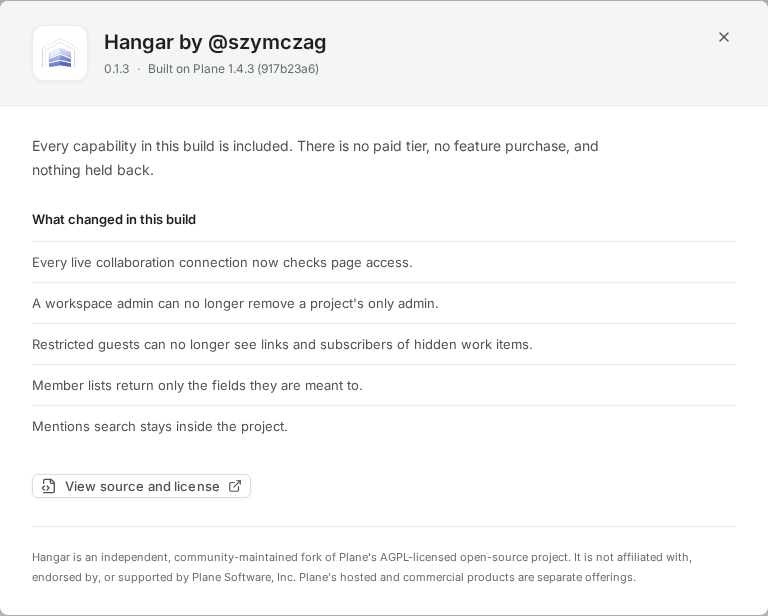 Hangar by @szymczag
0.1.3 · Built on Plane 1.4.3 (917b23a6)
Every capability in this build is included. There is no paid tier, no feature purchase, and
nothing held back.
What changed in this build
Every live collaboration connection now checks page access.
A workspace admin can no longer remove a project's only admin.
Restricted guests can no longer see links and subscribers of hidden work items.
Member lists return only the fields they are meant to.
Mentions search stays inside the project.
View source and license
Hangar is an independent, community-maintained fork of Plane's AGPL-licensed open-source project. It is not affiliated with,
endorsed by, or supported by Plane Software, Inc. Plane's hosted and commercial products are separate offerings.